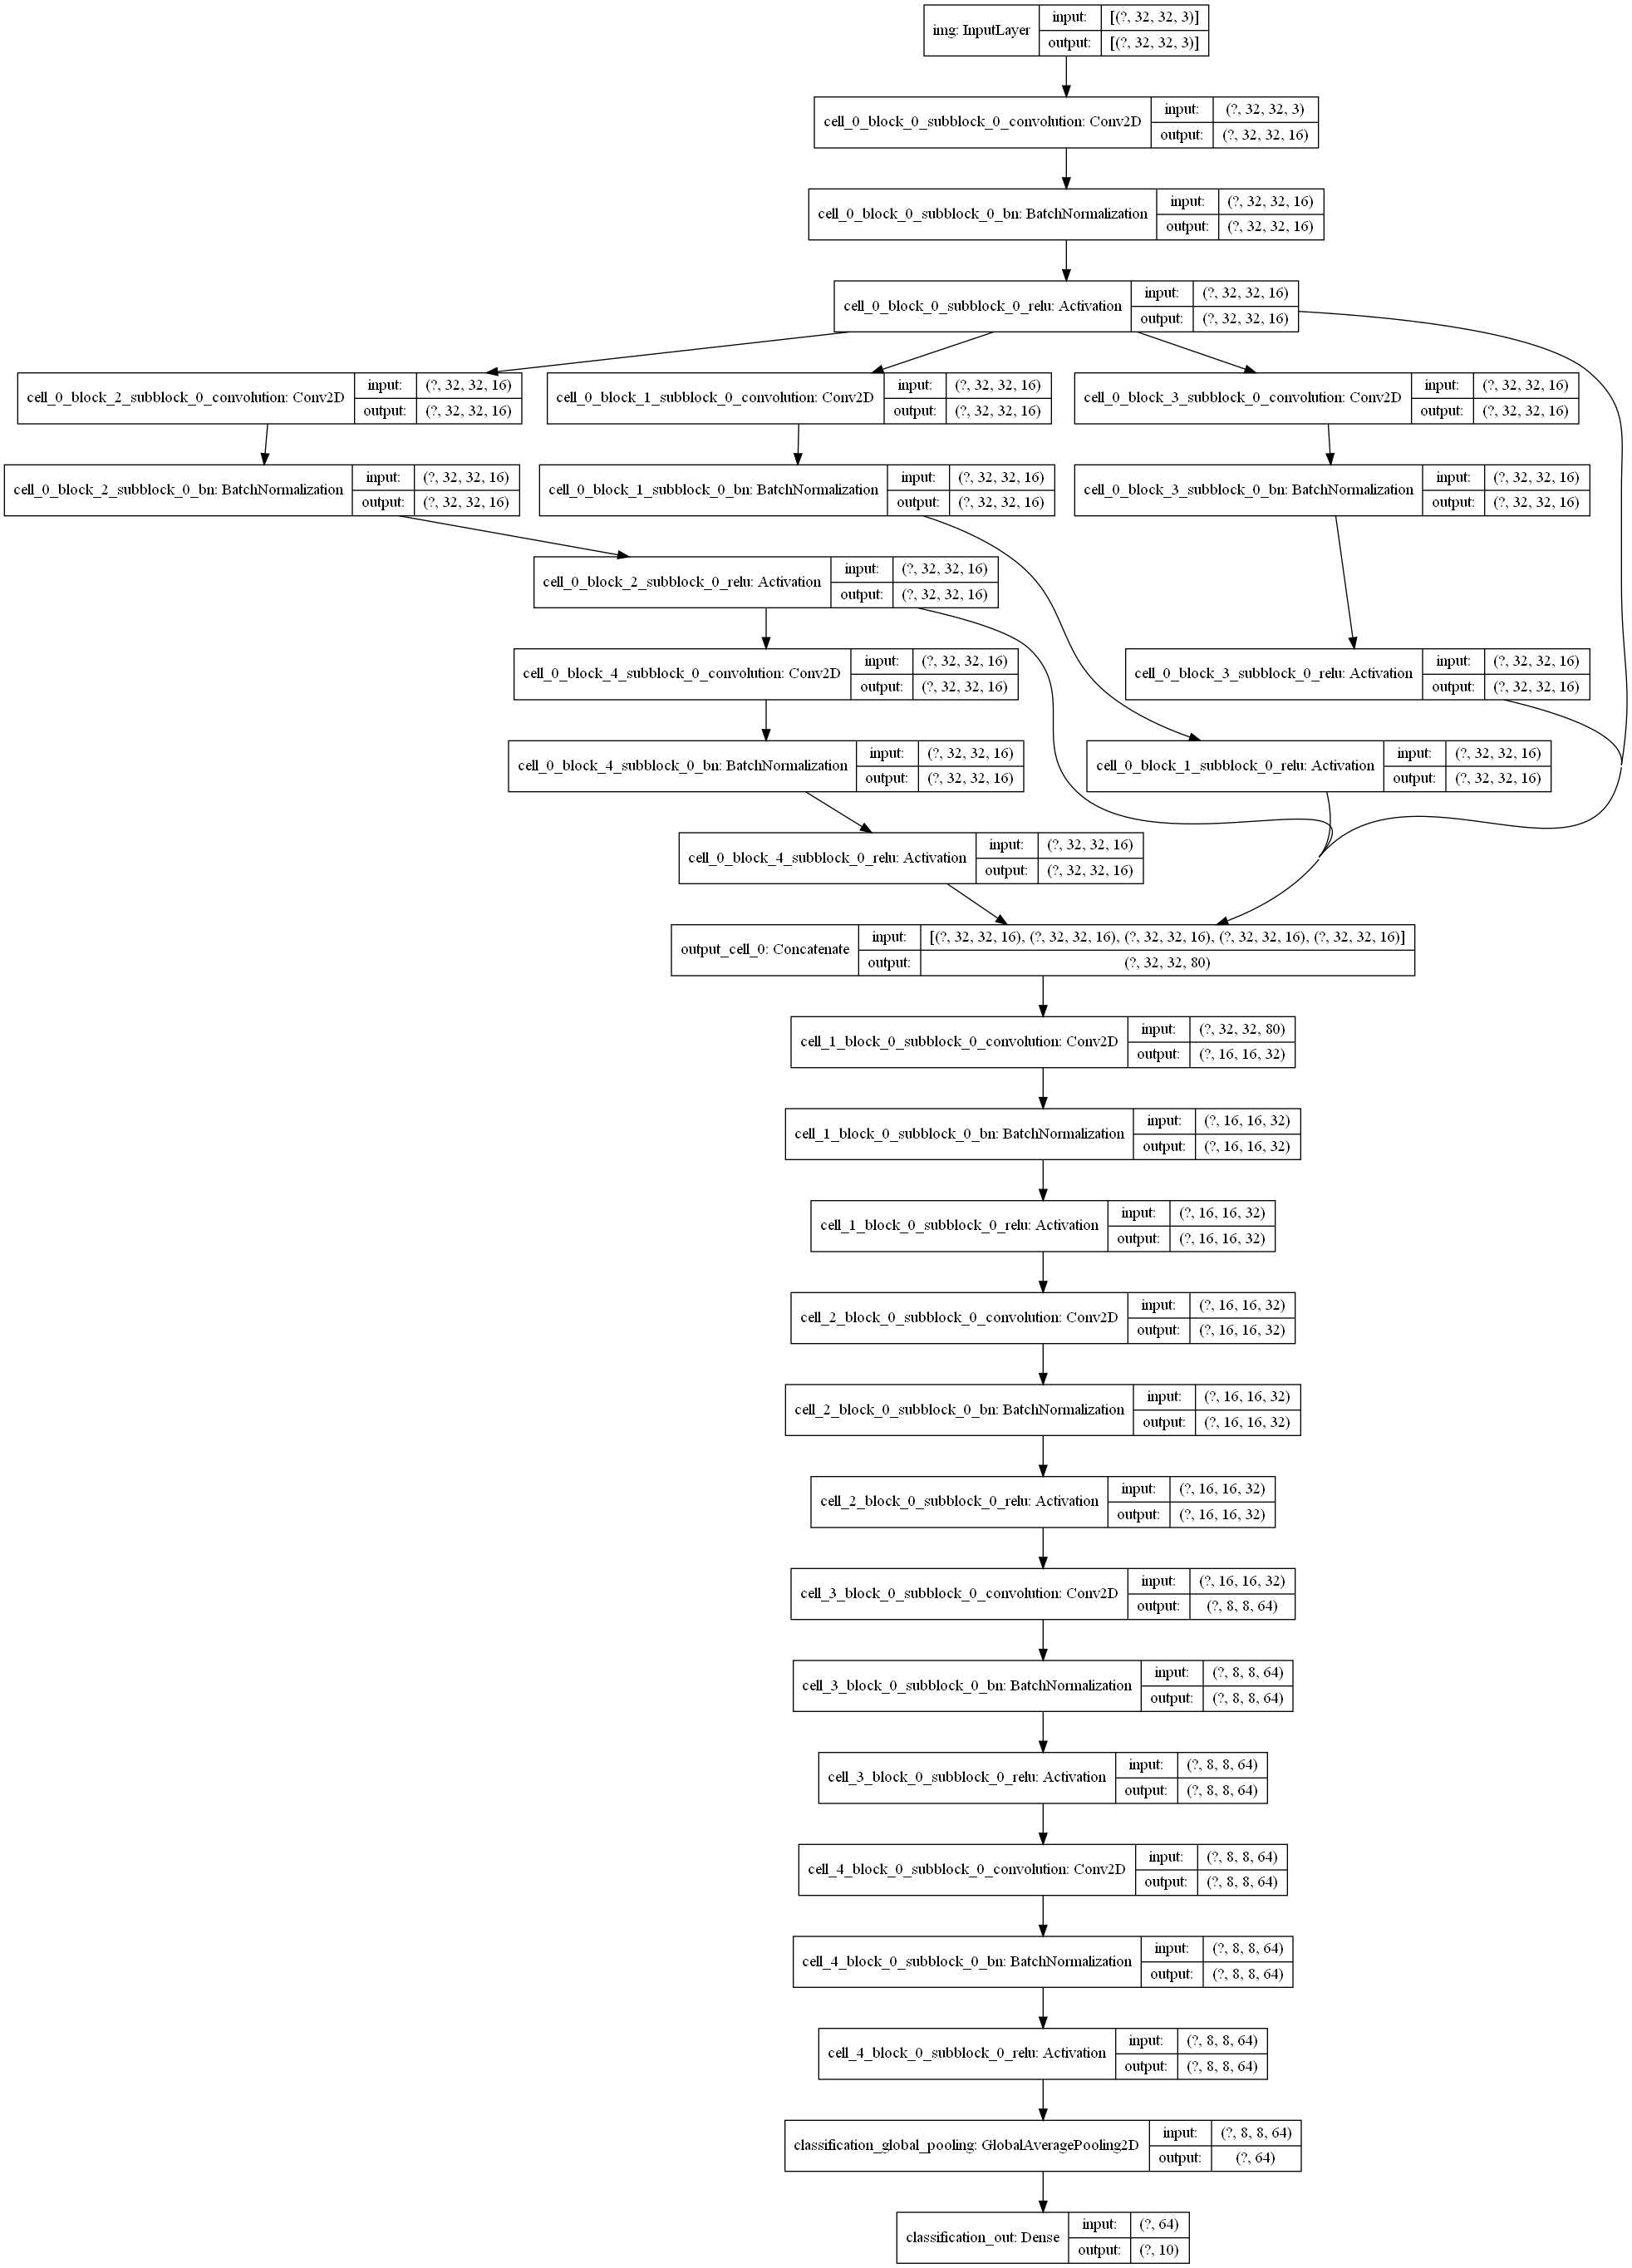 img: InputLayer
input: [(?, 32, 32, 3)]
output: [(?, 32, 32, 3)]
cell_0_block_0_subblock_0_convolution: Conv2D
input: (?, 32, 32, 3)
output: (?, 32, 32, 16)
cell_0_block_0_subblock_0_bn: BatchNormalization
input: (?, 32, 32, 16)
output: (?, 32, 32, 16)
cell_0_block_0_subblock_0_relu: Activation
input: (?, 32, 32, 16)
output: (?, 32, 32, 16)
cell_0_block_2_subblock_0_convolution: Conv2D
input: (?, 32, 32, 16)
output: (?, 32, 32, 16)
cell_0_block_1_subblock_0_convolution: Conv2D
input: (?, 32, 32, 16)
output: (?, 32, 32, 16)
cell_0_block_3_subblock_0_convolution: Conv2D
input: (?, 32, 32, 16)
output: (?, 32, 32, 16)
cell_0_block_2_subblock_0_bn: BatchNormalization
input: (?, 32, 32, 16)
output: (?, 32, 32, 16)
cell_0_block_1_subblock_0_bn: BatchNormalization
input: (?, 32, 32, 16)
output: (?, 32, 32, 16)
cell_0_block_3_subblock_0_bn: BatchNormalization
input: (?, 32, 32, 16)
output: (?, 32, 32, 16)
cell_0_block_2_subblock_0_relu: Activation
input: (?, 32, 32, 16)
output: (?, 32, 32, 16)
cell_0_block_4_subblock_0_convolution: Conv2D
input: (?, 32, 32, 16)
output: (?, 32, 32, 16)
cell_0_block_3_subblock_0_relu: Activation
input: (?, 32, 32, 16)
output: (?, 32, 32, 16)
cell_0_block_4_subblock_0_bn: BatchNormalization
input: (?, 32, 32, 16)
output: (?, 32, 32, 16)
cell_0_block_1_subblock_0_relu: Activation
input: (?, 32, 32, 16)
output: (?, 32, 32, 16)
cell_0_block_4_subblock_0_relu: Activation
input: (?, 32, 32, 16)
output: (?, 32, 32, 16)
output_cell_0: Concatenate
input: [(?, 32, 32, 16), (?, 32, 32, 16), (?, 32, 32, 16), (?, 32, 32, 16), (?, 32, 32, 16)]
output: (?, 32, 32, 80)
cell_1_block_0_subblock_0_convolution: Conv2D
input: (?, 32, 32, 80)
output: (?, 16, 16, 32)
cell_1_block_0_subblock_0_bn: BatchNormalization
input: (?, 16, 16, 32)
output: (?, 16, 16, 32)
cell_1_block_0_subblock_0_relu: Activation
input: (?, 16, 16, 32)
output: (?, 16, 16, 32)
cell_2_block_0_subblock_0_convolution: Conv2D
input: (?, 16, 16, 32)
output: (?, 16, 16, 32)
cell_2_block_0_subblock_0_bn: BatchNormalization
input: (?, 16, 16, 32)
output: (?, 16, 16, 32)
cell_2_block_0_subblock_0_relu: Activation
input: (?, 16, 16, 32)
output: (?, 16, 16, 32)
cell_3_block_0_subblock_0_convolution: Conv2D
input: (?, 16, 16, 32)
output: (?, 8, 8, 64)
cell_3_block_0_subblock_0_bn: BatchNormalization
input: (?, 8, 8, 64)
output: (?, 8, 8, 64)
cell_3_block_0_subblock_0_relu: Activation
input: (?, 8, 8, 64)
output: (?, 8, 8, 64)
cell_4_block_0_subblock_0_convolution: Conv2D
input: (?, 8, 8, 64)
output: (?, 8, 8, 64)
cell_4_block_0_subblock_0_bn: BatchNormalization
input: (?, 8, 8, 64)
output: (?, 8, 8, 64)
cell_4_block_0_subblock_0_relu: Activation
input: (?, 8, 8, 64)
output: (?, 8, 8, 64)
classification_global_pooling: GlobalAveragePooling2D
input: (?, 8, 8, 64)
output: (?, 64)
classification_out: Dense
input: (?, 64)
output: (?, 10)